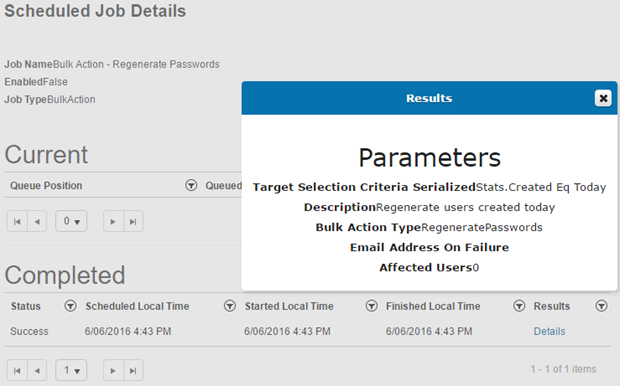 Scheduled Job Details
Job NameBulk Action - Regenerate Passwords
EnabledFalse
Job TypeBulkAction
Results
Parameters
Target Selection Criteria SerializedStats.Created Eq Today
DescriptionRegenerate users created today
Bulk Action TypeRegeneratePasswords
Email Address On Failure
Affected Users0
Current
Queue Position Queued
0
Completed
Status Scheduled Local Time Started Local Time Finished Local Time Results
Success 6/06/2016 4:43 PM 6/06/2016 4:43 PM 6/06/2016 4:43 PM Details
1 1 - 1 of 1 items